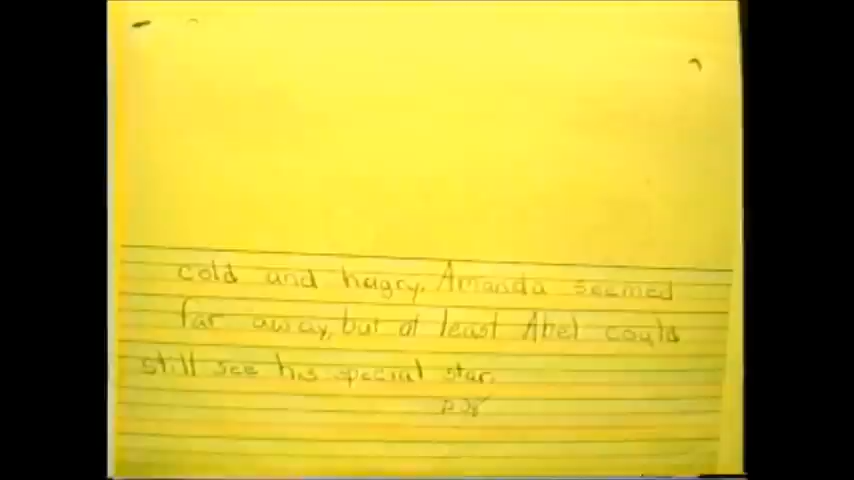 cold and hugry, Amanda seemed
far away, but at least Abel could
still see his special star.